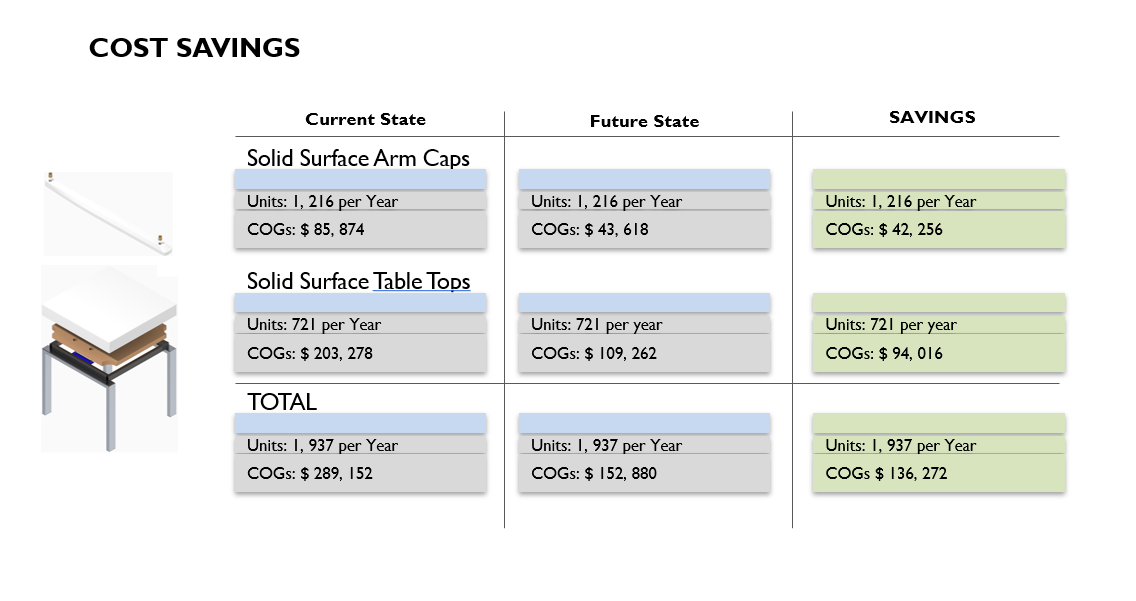 COST SAVINGS
Current State
Future State
SAVINGS
Solid Surface Arm Caps
Units: 1, 216 per Year
Units: 1, 216 per Year
Units: 1, 216 per Year
COGs: $ 85, 874
COGs: $ 43, 618
COGs: $ 42, 256
Solid Surface Table Tops
Units: 721 per Year
Units: 721 per year
Units: 721 per year
COGs: $ 203, 278
COGs: $ 109, 262
COGs: $ 94, 016
TOTAL
Units: 1, 937 per Year
Units: 1, 937 per Year
Units: 1, 937 per Year
COGs: $ 289, 152
COGs: $ 152, 880
COGs $ 136, 272